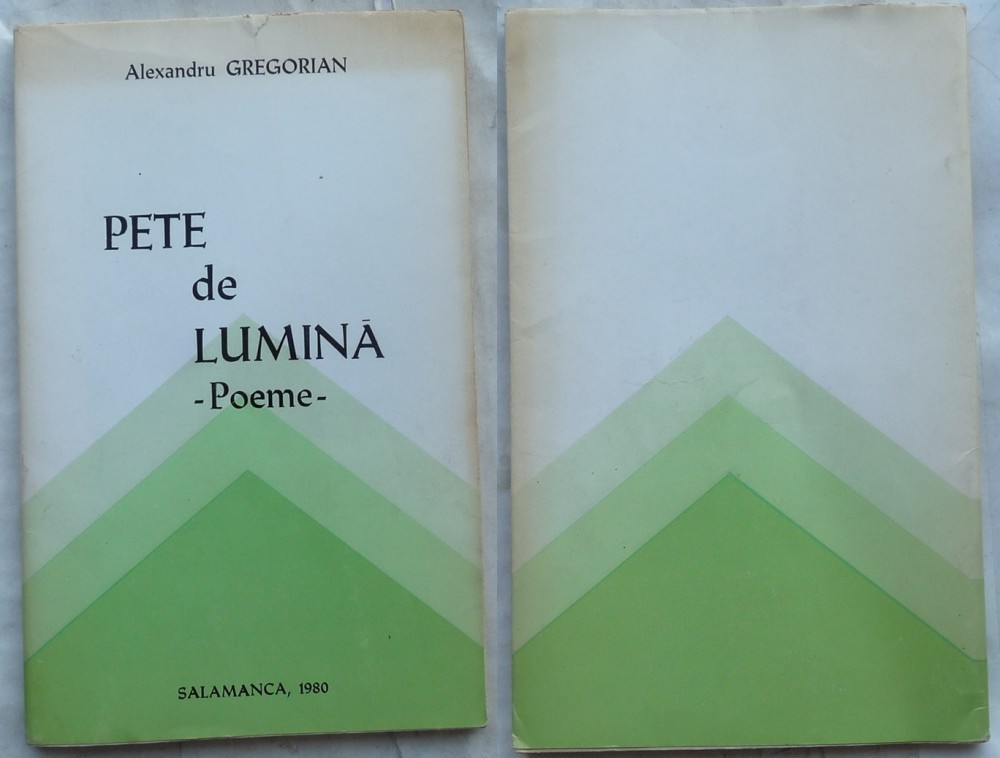 Alexandru GREGORIAN
PETE
de
LUMINĂ
-Poeme-
SALAMANCA, 1980